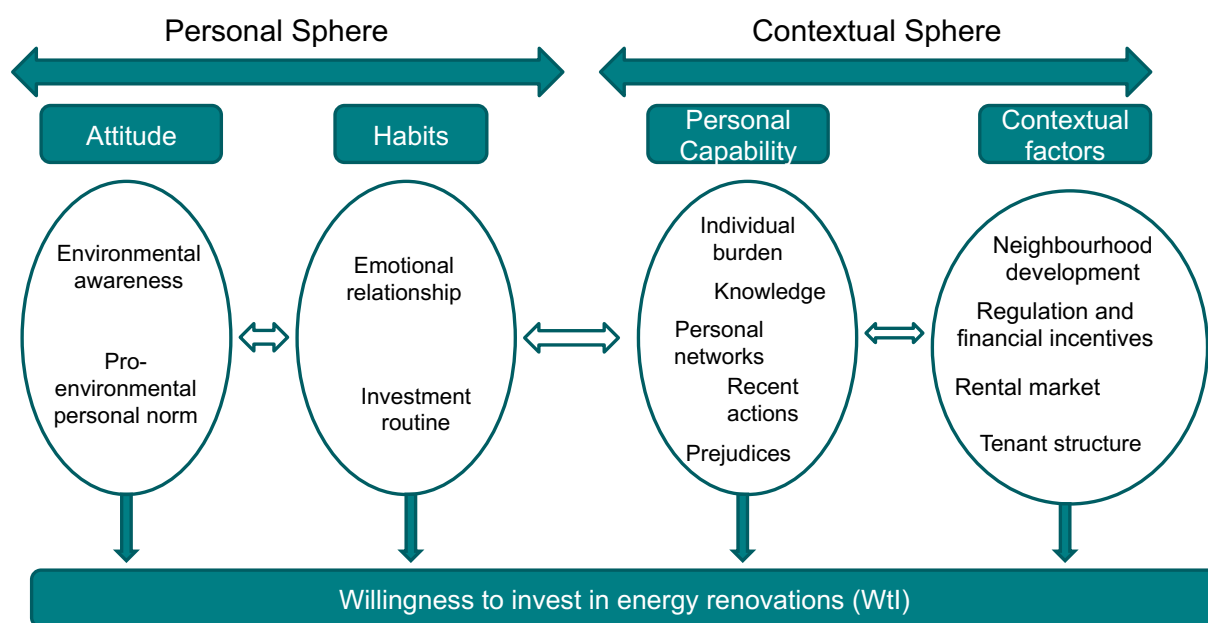 Personal Sphere
Contextual Sphere
Attitude
Habits
Personal
Capability
Contextual
factors
Environmental
awareness
Pro-
environmental
personal norm
Emotional
relationship
Investment
routine
Individual
burden
Knowledge
Personal
networks
Recent
actions
Prejudices
Neighbourhood
development
Regulation and
financial incentives
Rental market
Tenant structure
Willingness to invest in energy renovations (WtI)